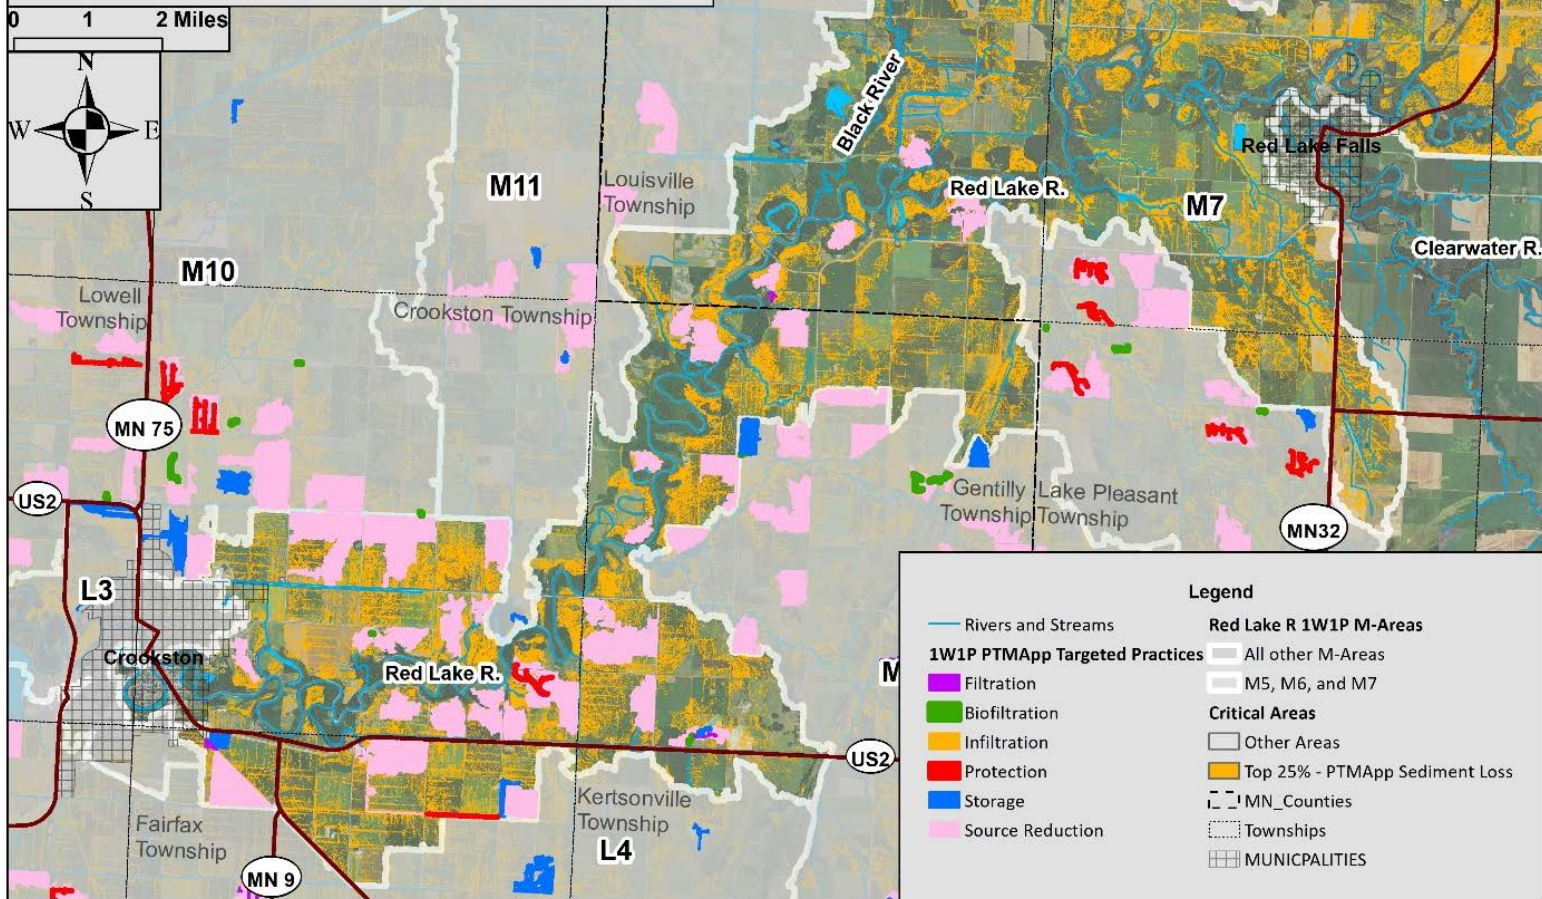 0 1 2 Miles
N
W E
S
Black River
Red Lake Falls
M11
Louisville
Township
Red Lake R.
M7
Clearwater R.
M10
Lowell
Township
Crookston Township
MN 75
US2
Gentilly Lake Pleasant
Township Township
MN32
L3
Crookston
Red Lake R.
M
US2
Kertsonville
Township
Fairfax
Township
L4
MN 9
Legend
Rivers and Streams
1W1P PTMApp Targeted Practices
Filtration
Biofiltration
Infiltration
Protection
Storage
Source Reduction
Red Lake R 1W1P M-Areas
All other M-Areas
M5, M6, and M7
Critical Areas
Other Areas
Top 25% - PTMApp Sediment Loss
MN_Counties
Townships
MUNICPALITIES